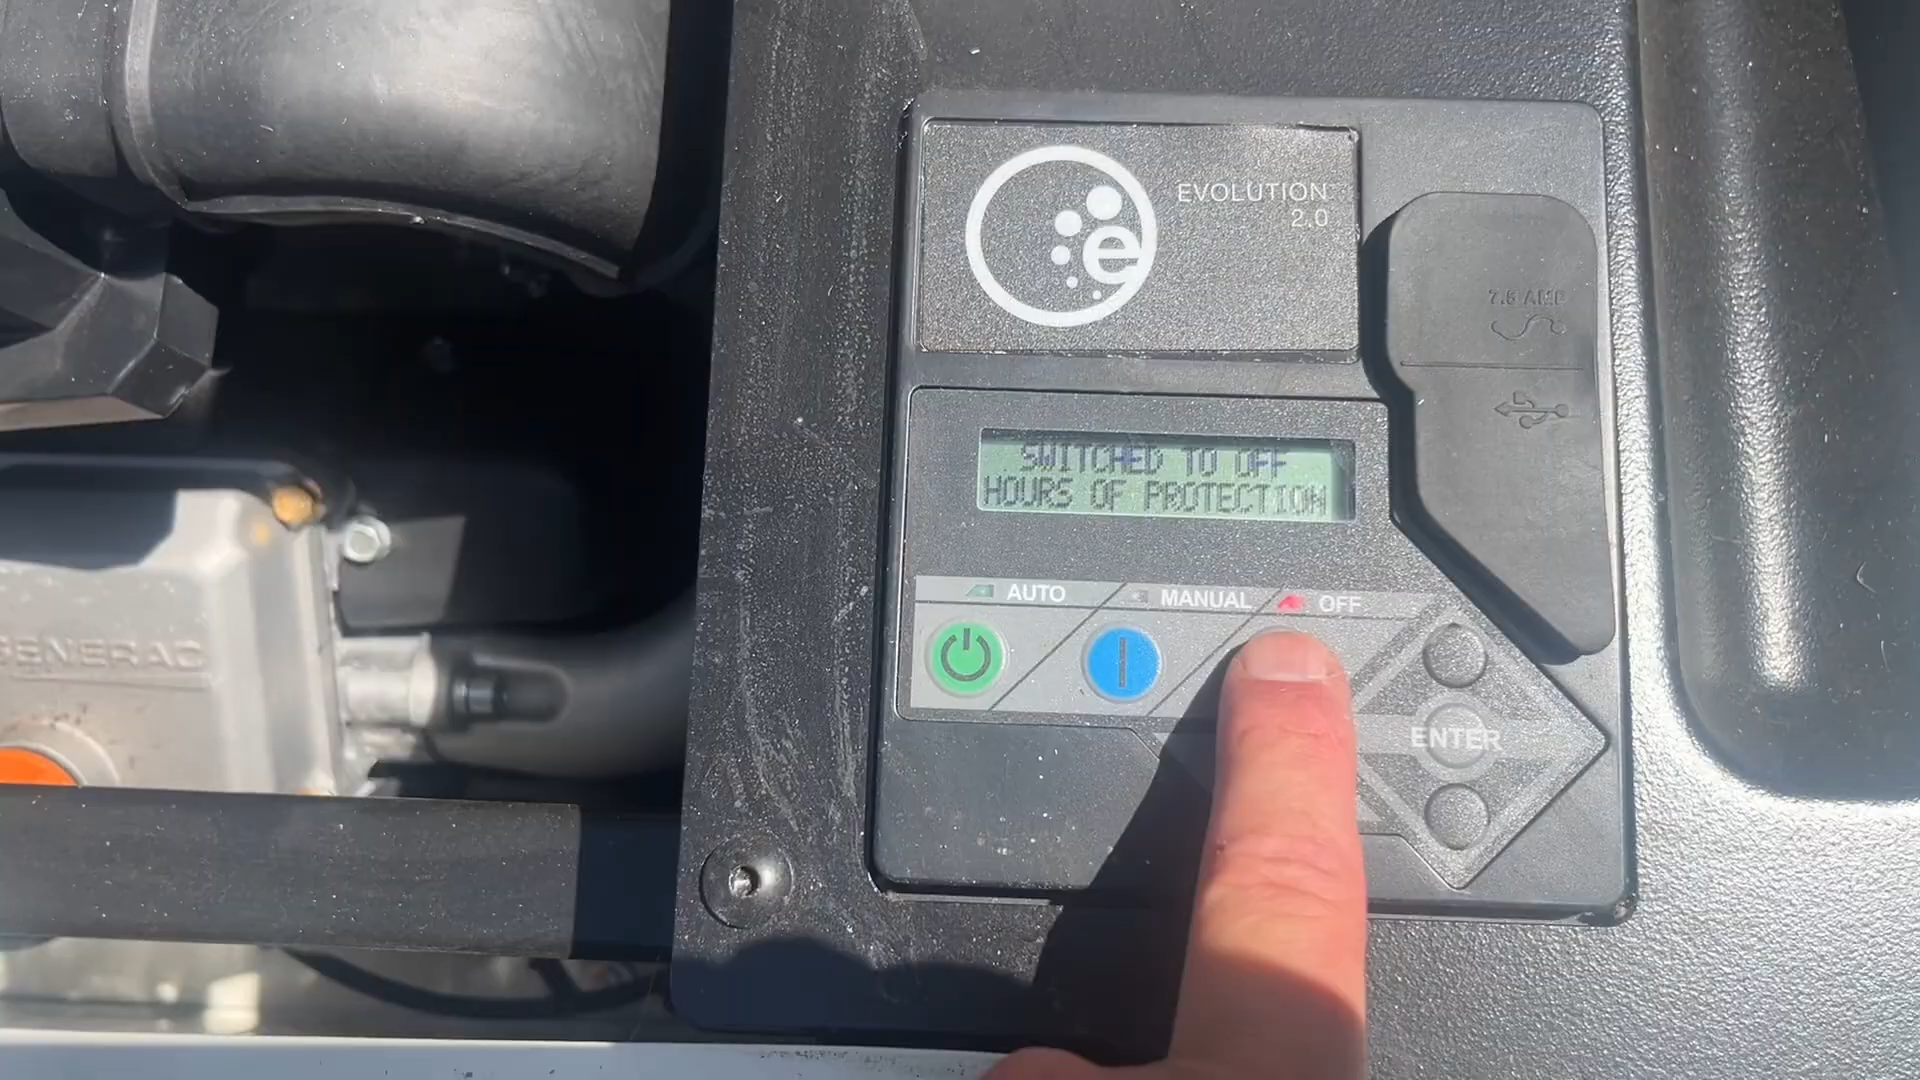 EVOLUTION
2.0
7.5 AMP
SWITCHED TO OFF
HOURS OF PROTECTION
AUTO
MANUAL
OFF
ENTER
GENERAC